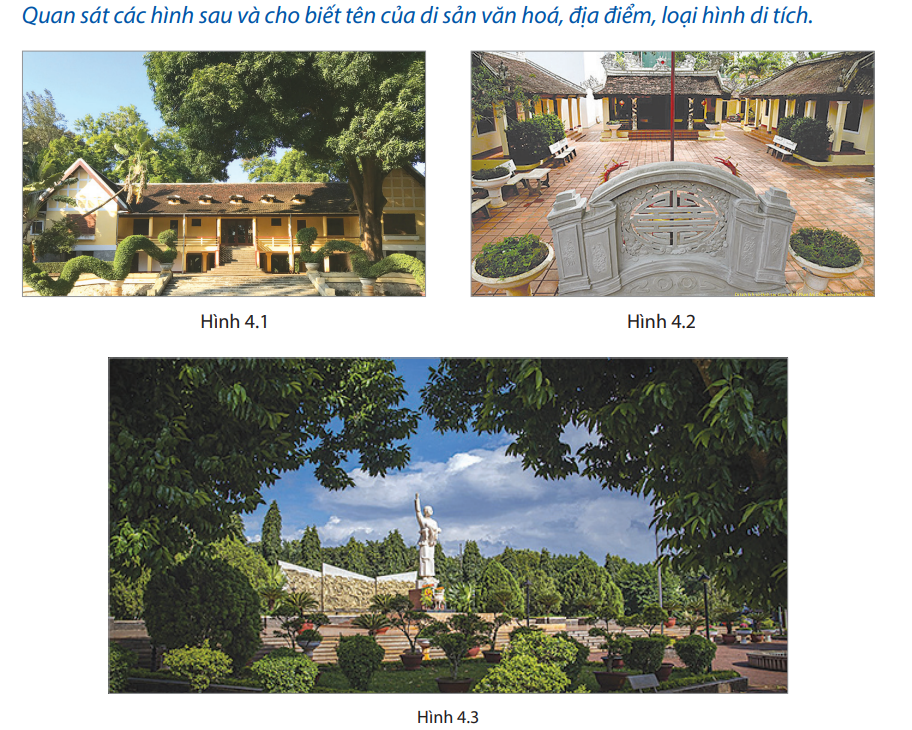 Quan sát các hình sau và cho biết tên của di sản văn hoá, địa điểm, loại hình di tích.
Hình 4.1
Hình 4.2
Hình 4.3